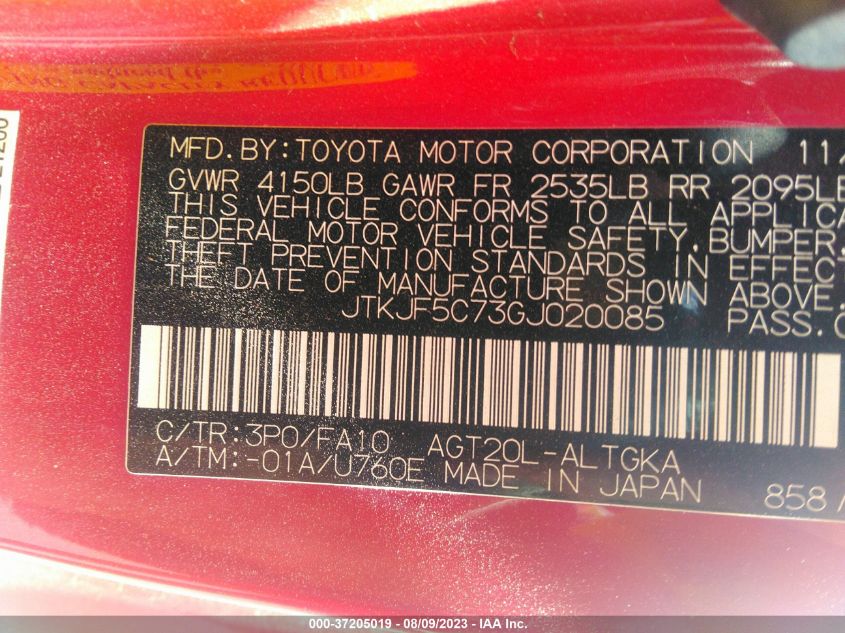 MFD.BY:TOYOTA MOTOR CORPORATION 11/
GVWR 4150LB GAWR FR 2535LB RR 2095LB
THIS VEHICLE CONFORMS TO ALL APPLICA
FEDERAL MOTOR VEHICLE SAFETY,BUMPER,
THEFT PREVENTION STANDARDS IN EFFECT
THE DATE OF MANUFACTURE SHOWN ABOVE.
JTKJF5C73GJ020085 PASS.C
C/TR:3P0/FA10 AGT20L-ALTGKA
A/TM:-01A/U760E MADE IN JAPAN 858/
000-37205019 - 08/09/2023 - IAA Inc.